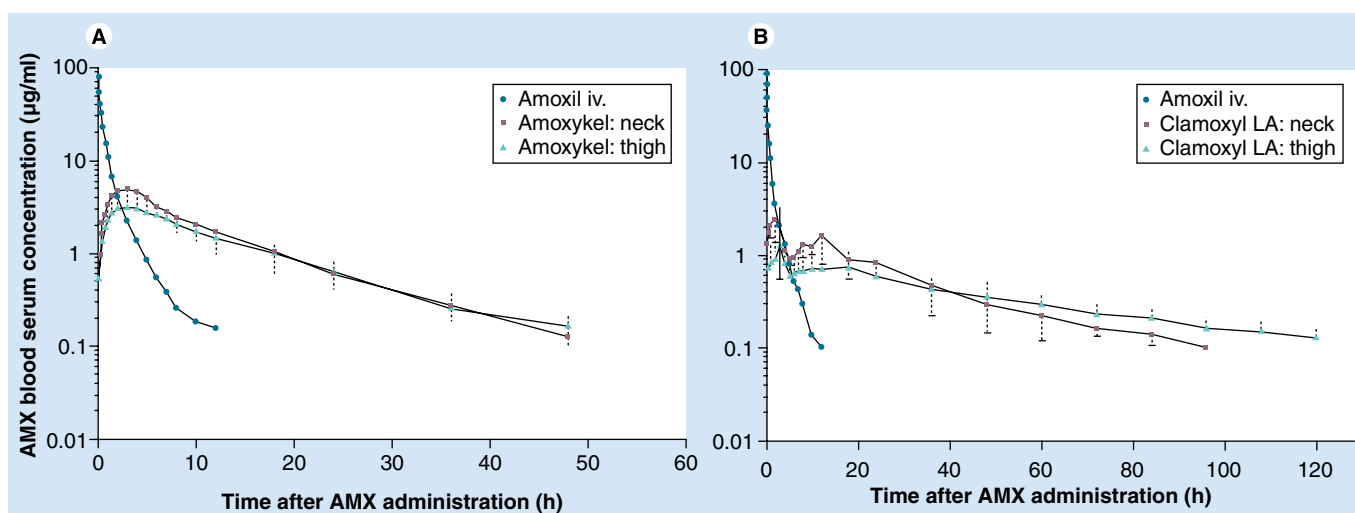 A
AMX blood serum concentration (µg/ml)
100
10
1
0.1
0.01
Amoxil iv.
Amoxykel: neck
Amoxykel: thigh
0 10 20 30 40 50 60
Time after AMX administration (h)
B
100
10
1
0.1
0.01
Amoxil iv.
Clamoxyl LA: neck
Clamoxyl LA: thigh
0 20 40 60 80 100 120
Time after AMX administration (h)